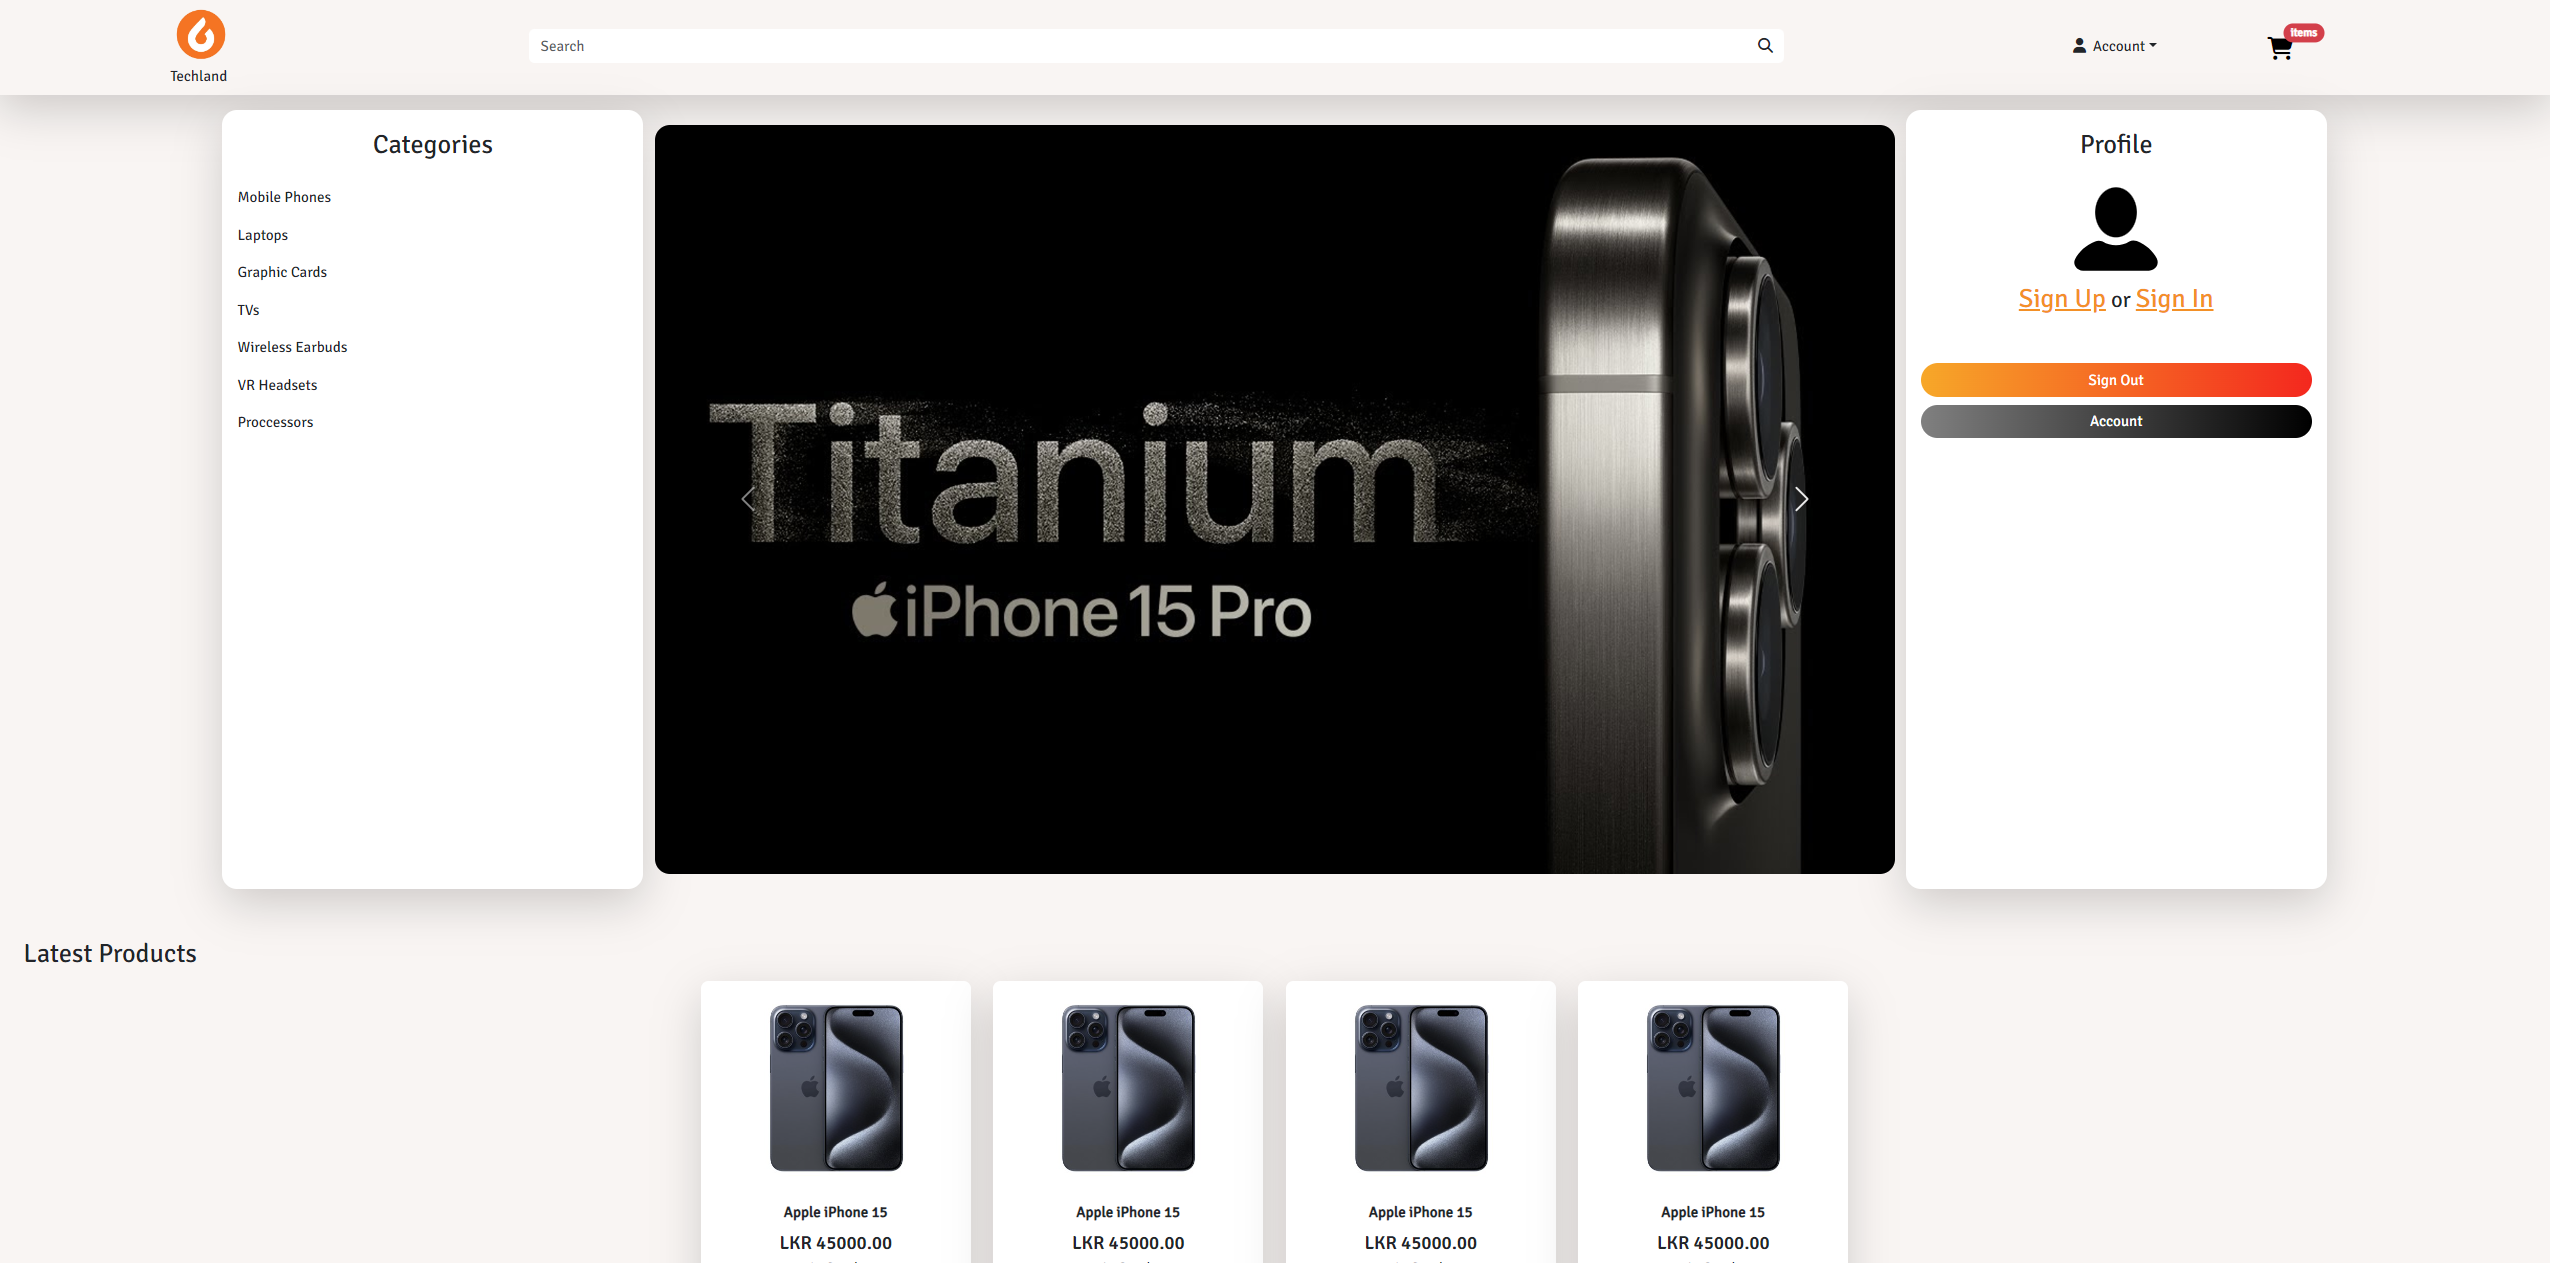 Techland
Search
Account
items
Categories
Mobile Phones
Laptops
Graphic Cards
TVs
Wireless Earbuds
VR Headsets
Proccessors
Titanium
iPhone 15 Pro
Profile
Sign Up or Sign In
Sign Out
Account
Latest Products
Apple iPhone 15
LKR 45000.00
Apple iPhone 15
LKR 45000.00
Apple iPhone 15
LKR 45000.00
Apple iPhone 15
LKR 45000.00